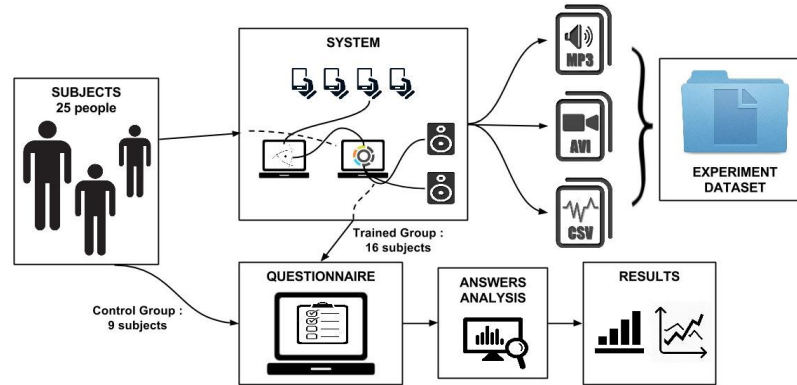 SYSTEM
SUBJECTS
25 people
MP3
AVI
CSV
EXPERIMENT
DATASET
Trained Group :
16 subjects
Control Group :
9 subjects
QUESTIONNAIRE
ANSWERS
ANALYSIS
RESULTS